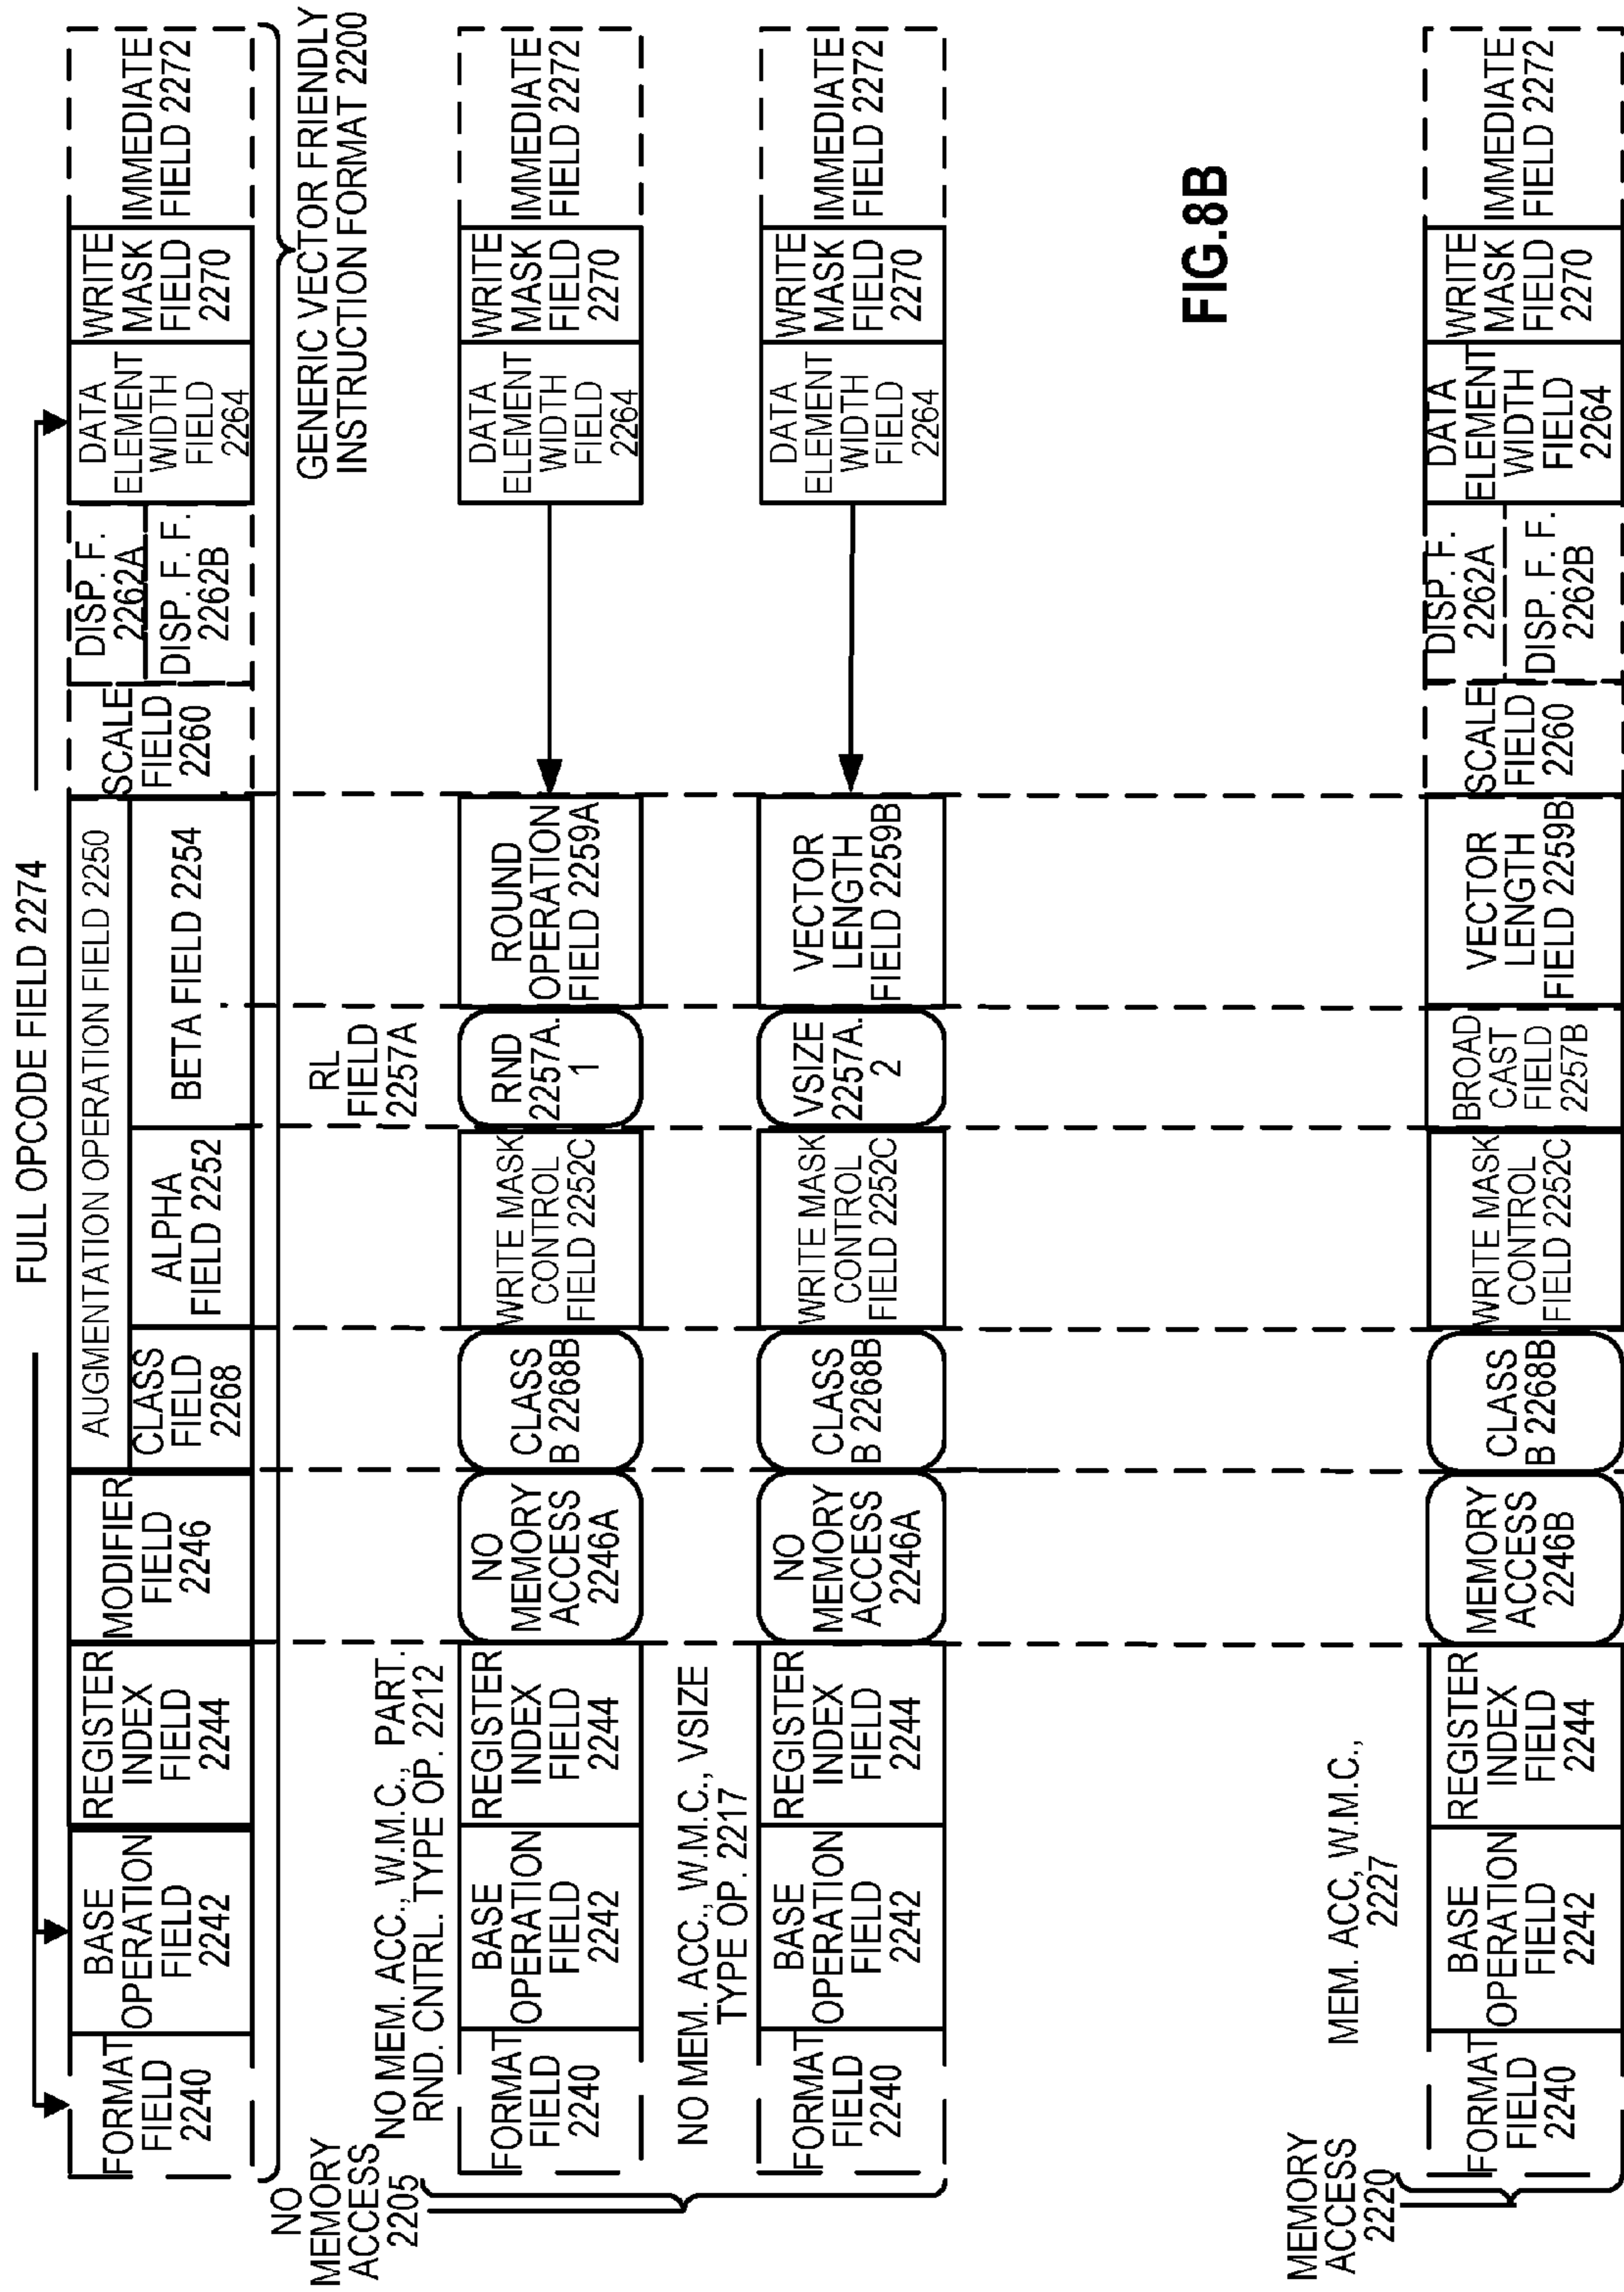 FULL OPCODE FIELD 2274
FORMAT
FIELD
2240
BASE
OPERATION
FIELD
2242
REGISTER
INDEX
FIELD
2244
MODIFIER
FIELD
2246
AUGMENTATION OPERATION FIELD 2250
CLASS
FIELD
2268
ALPHA
FIELD 2252
BETA FIELD 2254
SCALE
FIELD
2260
DISP. F.
2262A
DISP. F. F.
2262B
DATA
ELEMENT
WIDTH
FIELD
2264
WRITE
MASK
FIELD
2270
IMMEDIATE
FIELD 2272
GENERIC VECTOR FRIENDLY
INSTRUCTION FORMAT 2200
NO
MEMORY
ACCESS
2205
NO MEM. ACC., W.M.C., PART.
RND. CNTRL. TYPE OP. 2212
RL
FIELD
2257A
FORMAT
FIELD
2240
BASE
OPERATION
FIELD
2242
REGISTER
INDEX
FIELD
2244
NO
MEMORY
ACCESS
2246A
CLASS
B 2268B
WRITE MASK
CONTROL
FIELD 2252C
RND
2257A.
1
ROUND
OPERATION
FIELD 2259A
DATA
ELEMENT
WIDTH
FIELD
2264
WRITE
MASK
FIELD
2270
IMMEDIATE
FIELD 2272
NO MEM. ACC., W.M.C., VSIZE
TYPE OP. 2217
FORMAT
FIELD
2240
BASE
OPERATION
FIELD
2242
REGISTER
INDEX
FIELD
2244
NO
MEMORY
ACCESS
2246A
CLASS
B 2268B
WRITE MASK
CONTROL
FIELD 2252C
VSIZE
2257A.
2
VECTOR
LENGTH
FIELD 2259B
DATA
ELEMENT
WIDTH
FIELD
2264
WRITE
MASK
FIELD
2270
IMMEDIATE
FIELD 2272
FIG.8B
MEMORY
ACCESS
2220
MEM. ACC, W.M.C.,
2227
FORMAT
FIELD
2240
BASE
OPERATION
FIELD
2242
REGISTER
INDEX
FIELD
2244
MEMORY
ACCESS
2246B
CLASS
B 2268B
WRITE MASK
CONTROL
FIELD 2252C
BROAD
CAST
FIELD
2257B
VECTOR
LENGTH
FIELD 2259B
SCALE
FIELD
2260
DISP. F.
2262A
DISP. F. F.
2262B
DATA
ELEMENT
WIDTH
FIELD
2264
WRITE
MASK
FIELD
2270
IMMEDIATE
FIELD 2272